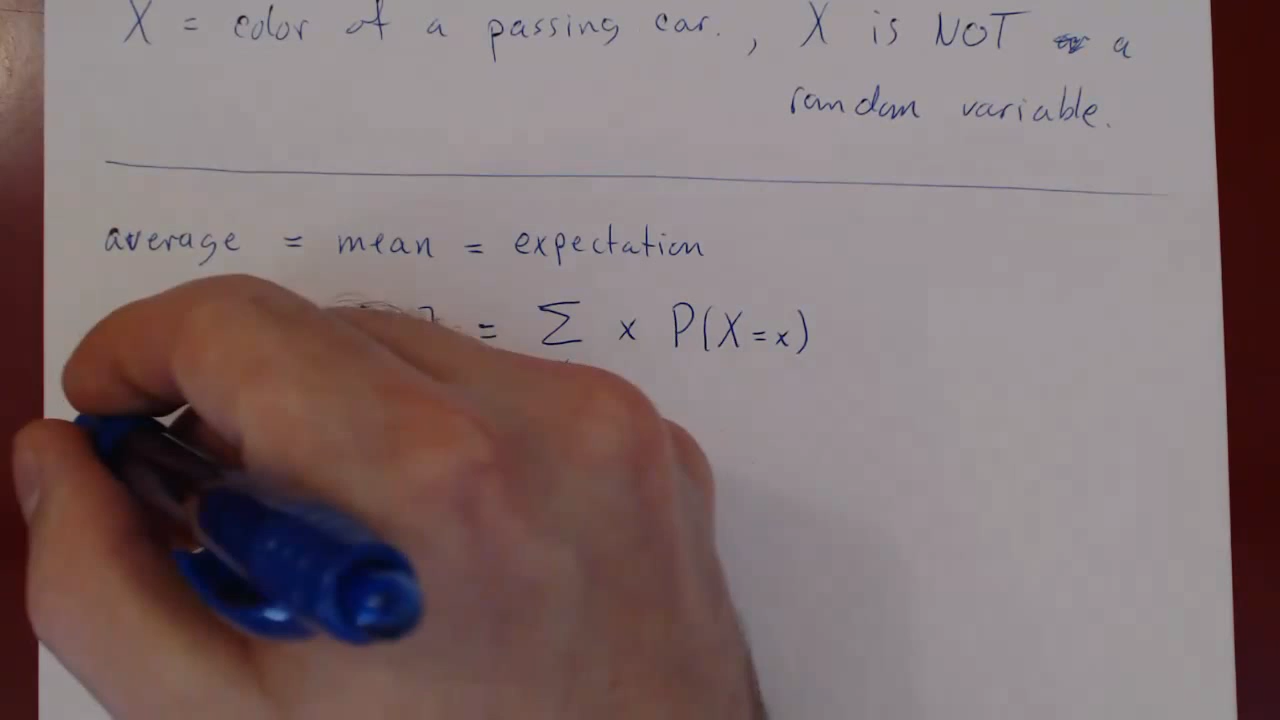 X = color of a passing car. , X is NOT a
random variable.
average = mean = expectation
= Σ x P(X=x)